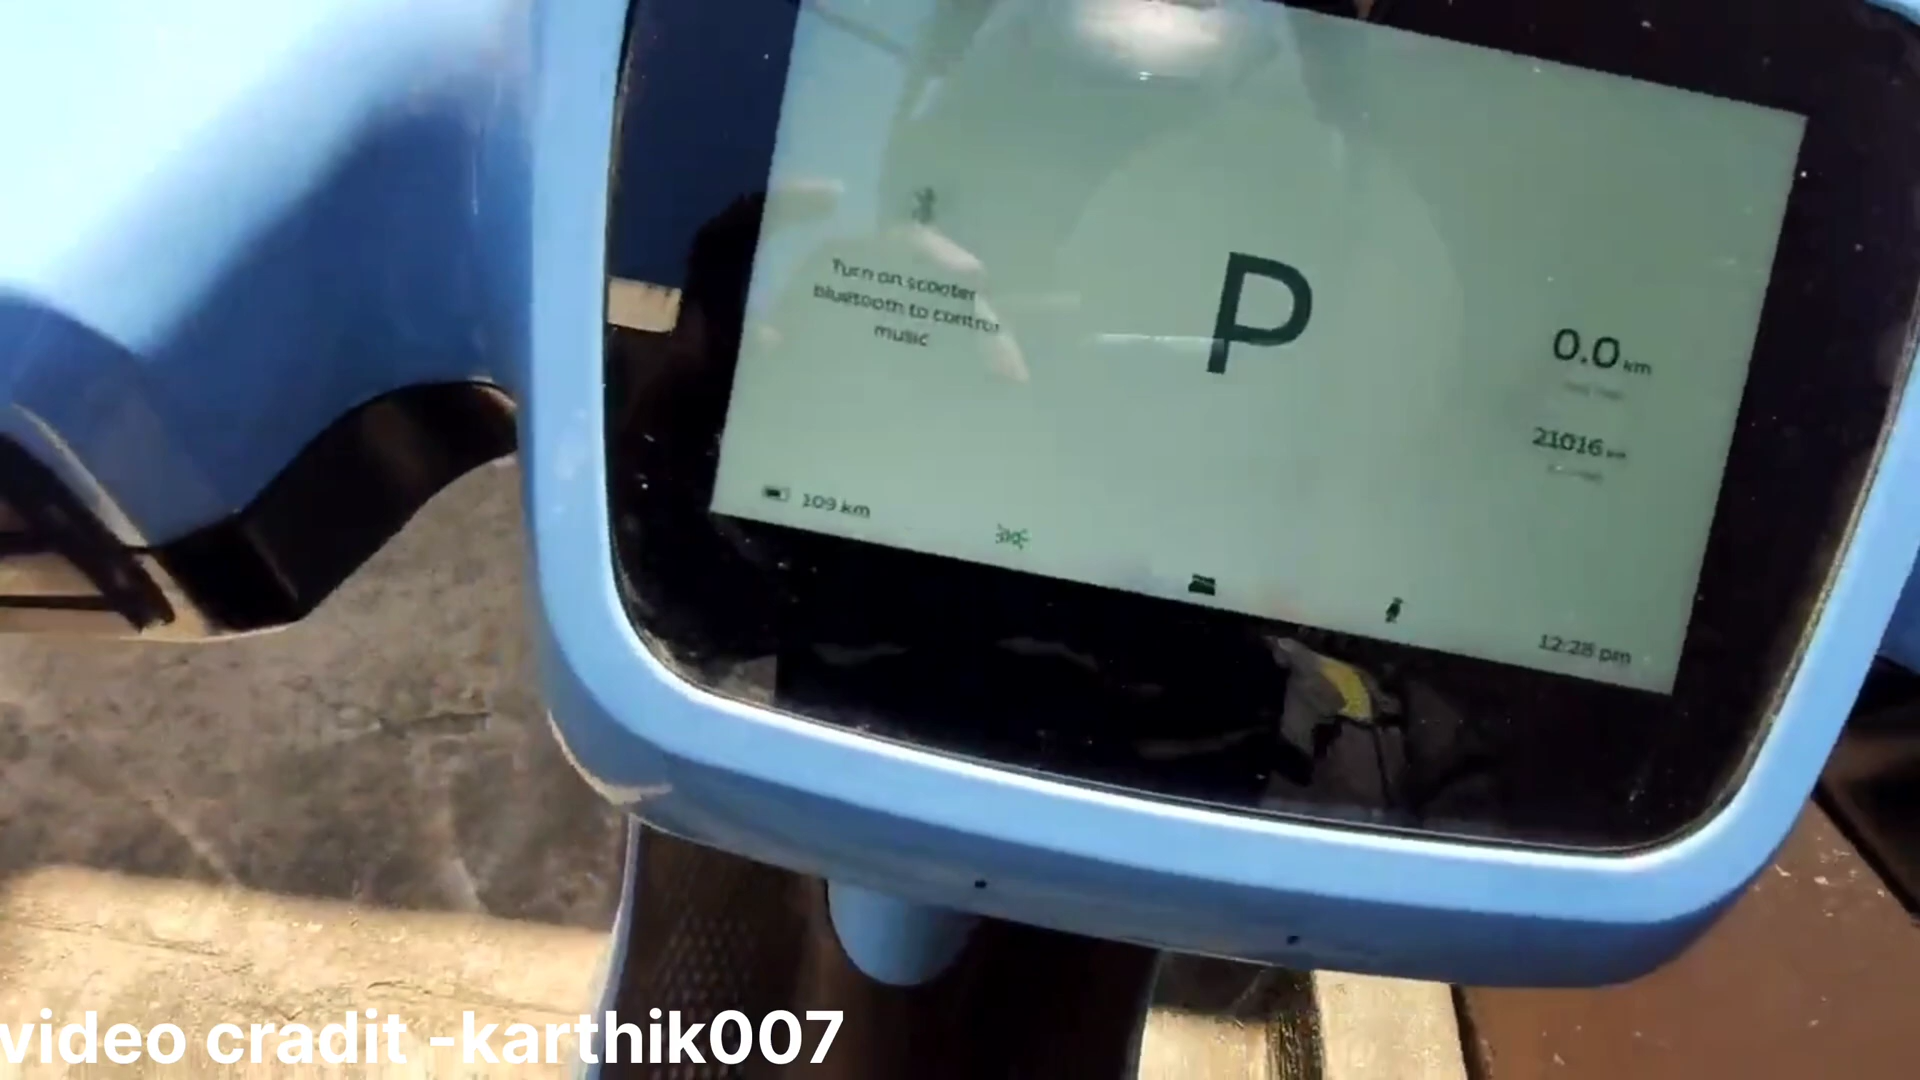 Turn on scooter
bluetooth to control
music
P
0.0 km
21016 km
109 km
12:28 pm
video cradit -karthik007